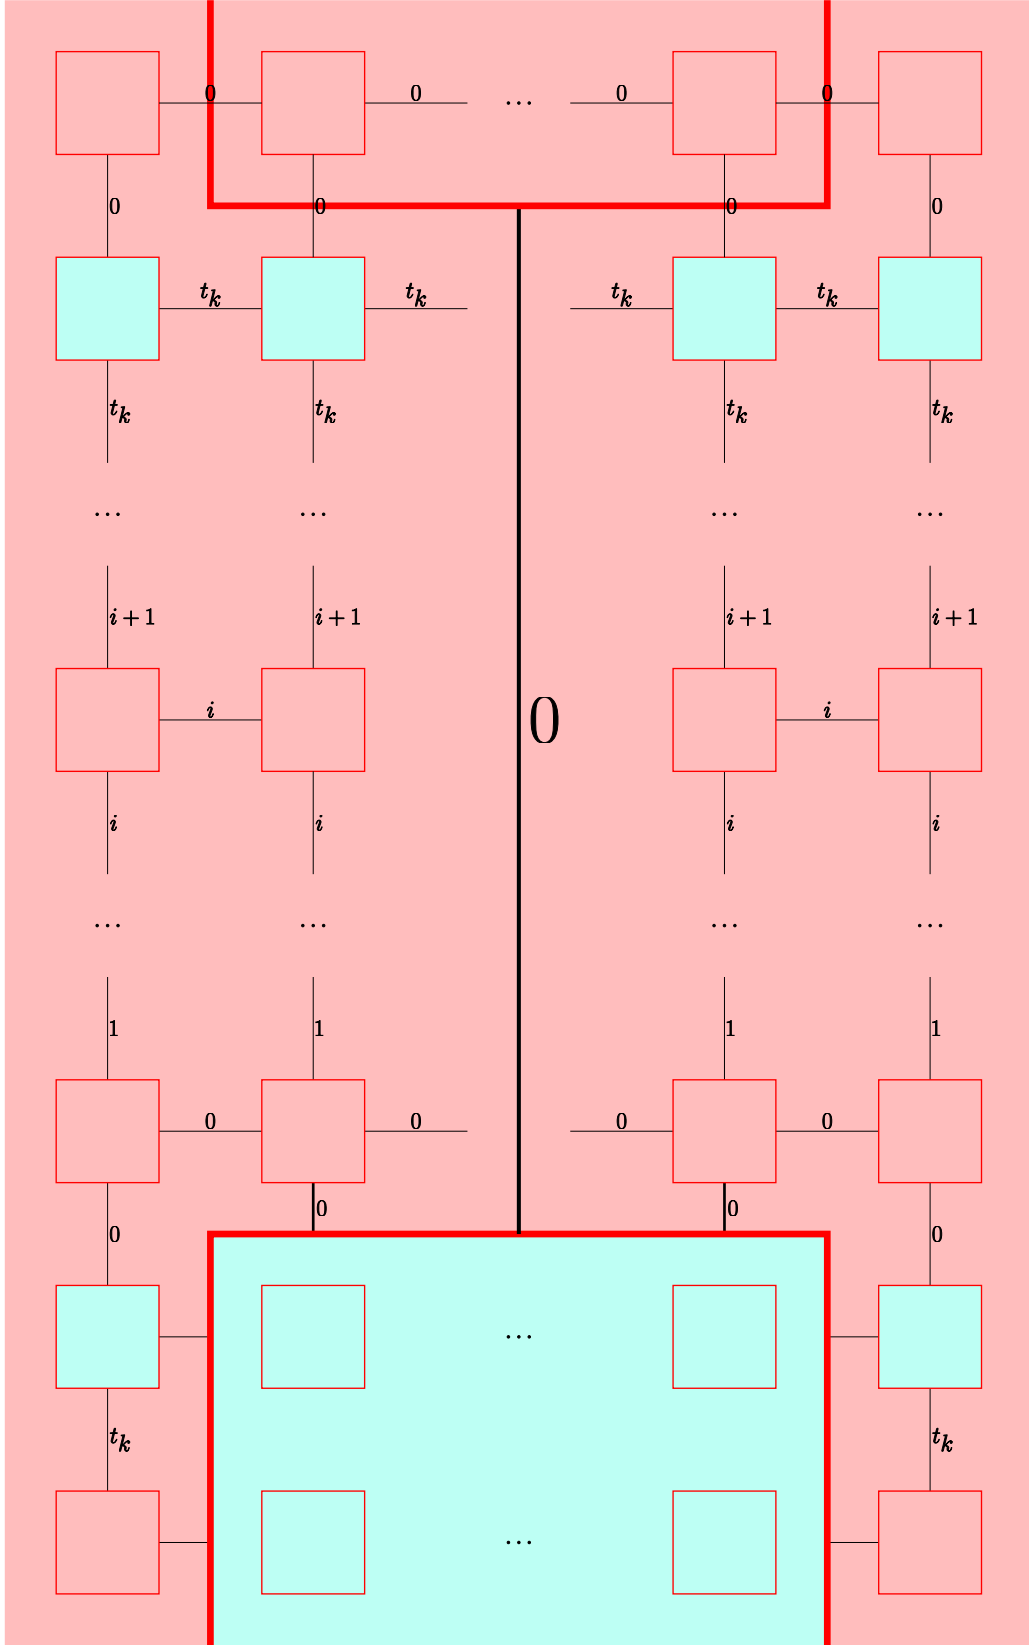 0 0 ... 0 0
0 0 0 0
t_k t_k t_k t_k
t_k t_k t_k t_k
... ... ... ...
i + 1 i + 1 i + 1 i + 1
i 0 i
i i i i
... ... ... ...
1 1 1 1
0 0 0 0
0 0
0 0
...
t_k t_k
...